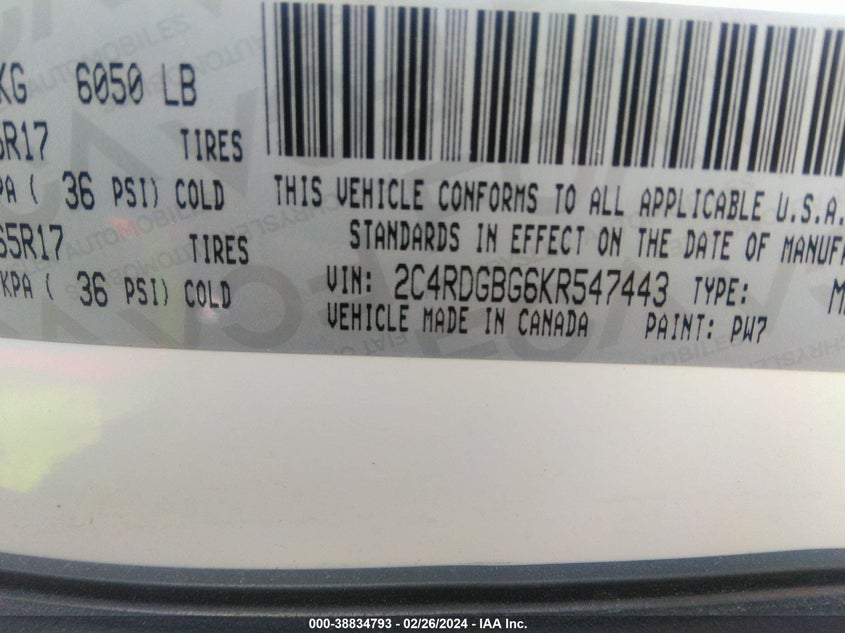 KG 6050 LB
5R17 TIRES
PA ( 36 PSI) COLD
65R17 TIRES
KPA ( 36 PSI) COLD
THIS VEHICLE CONFORMS TO ALL APPLICABLE U.S.A.
STANDARDS IN EFFECT ON THE DATE OF MANUFA
VIN: 2C4RDGBG6KR547443 TYPE: M
VEHICLE MADE IN CANADA PAINT: PW7
000-38834793 - 02/26/2024 - IAA Inc.